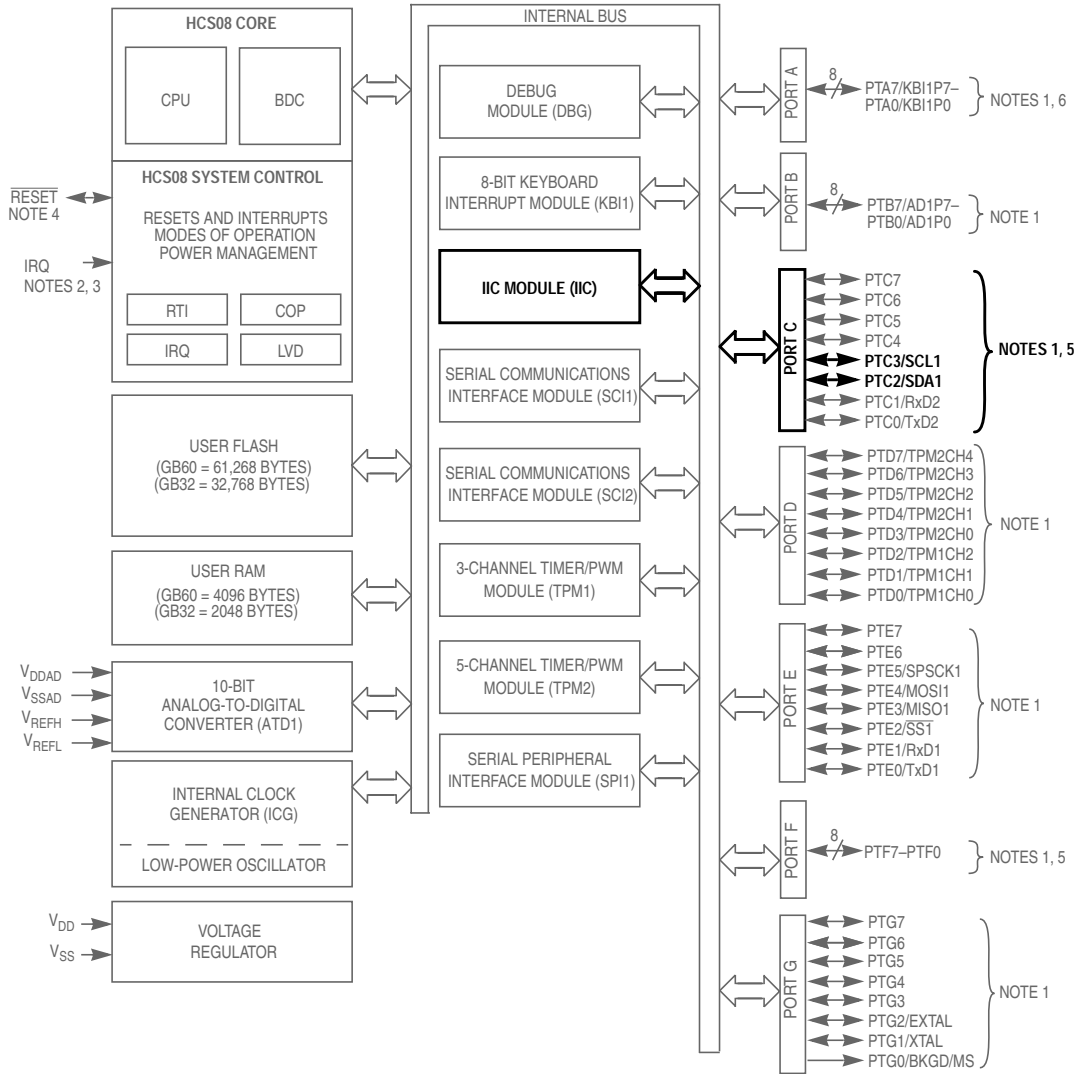 HCS08 CORE
CPU
BDC
HCS08 SYSTEM CONTROL
RESETS AND INTERRUPTS
MODES OF OPERATION
POWER MANAGEMENT
RTI
COP
IRQ
LVD
RESET
NOTE 4
IRQ
NOTES 2, 3
USER FLASH
(GB60 = 61,268 BYTES)
(GB32 = 32,768 BYTES)
USER RAM
(GB60 = 4096 BYTES)
(GB32 = 2048 BYTES)
VDDAD
VSSAD
VREFH
VREFL
10-BIT
ANALOG-TO-DIGITAL
CONVERTER (ATD1)
INTERNAL CLOCK
GENERATOR (ICG)
LOW-POWER OSCILLATOR
VDD
VSS
VOLTAGE
REGULATOR
INTERNAL BUS
DEBUG
MODULE (DBG)
8-BIT KEYBOARD
INTERRUPT MODULE (KBI1)
IIC MODULE (IIC)
SERIAL COMMUNICATIONS
INTERFACE MODULE (SCI1)
SERIAL COMMUNICATIONS
INTERFACE MODULE (SCI2)
3-CHANNEL TIMER/PWM
MODULE (TPM1)
5-CHANNEL TIMER/PWM
MODULE (TPM2)
SERIAL PERIPHERAL
INTERFACE MODULE (SPI1)
PORT A
8
PTA7/KBI1P7–
PTA0/KBI1P0
NOTES 1, 6
PORT B
8
PTB7/AD1P7–
PTB0/AD1P0
NOTE 1
PORT C
PTC7
PTC6
PTC5
PTC4
PTC3/SCL1
PTC2/SDA1
PTC1/RxD2
PTC0/TxD2
NOTES 1, 5
PORT D
PTD7/TPM2CH4
PTD6/TPM2CH3
PTD5/TPM2CH2
PTD4/TPM2CH1
PTD3/TPM2CH0
PTD2/TPM1CH2
PTD1/TPM1CH1
PTD0/TPM1CH0
NOTE 1
PORT E
PTE7
PTE6
PTE5/SPSCK1
PTE4/MOSI1
PTE3/MISO1
PTE2/SS1
PTE1/RxD1
PTE0/TxD1
NOTE 1
PORT F
8
PTF7–PTF0
NOTES 1, 5
PORT G
PTG7
PTG6
PTG5
PTG4
PTG3
PTG2/EXTAL
PTG1/XTAL
PTG0/BKGD/MS
NOTE 1